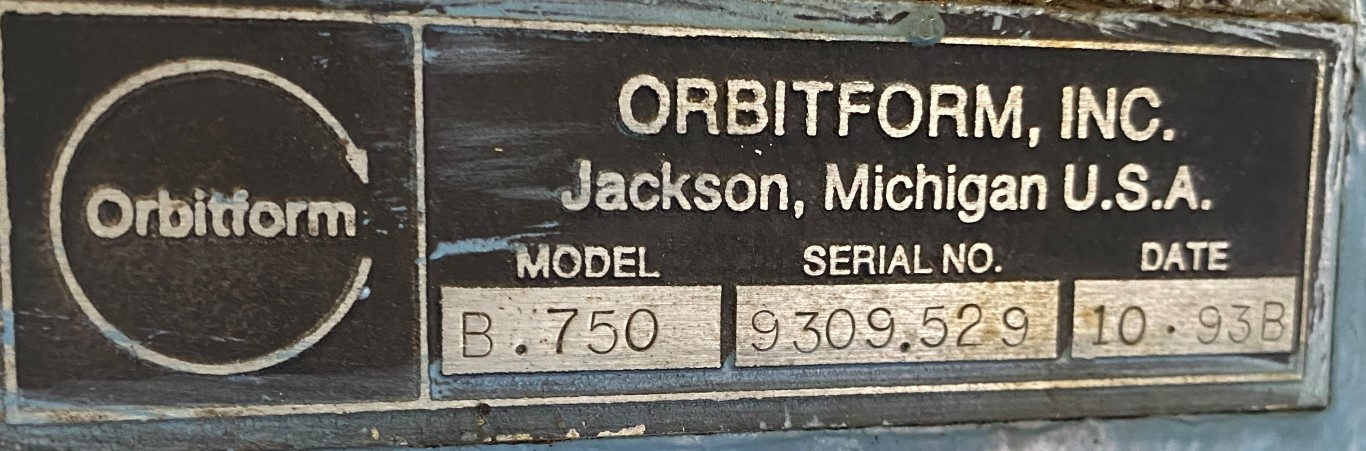 Orbitform
ORBITFORM, INC.
Jackson, Michigan U.S.A.
MODEL SERIAL NO. DATE
B.750 9309.529 10·93B